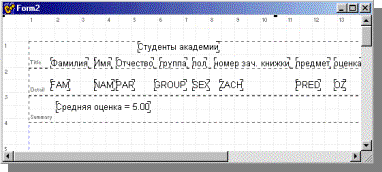 Form2
1 2 3 4 5 6 7 8 9 10 11 12 13
1 Студенты академии
Title Фамилия Имя Отчество группа пол номер зач. книжки предмет оценка
2
Detail FAM NAM PAR GROUP SEX ZACH PRED OZ
3
Средняя оценка = 5.00
Summary
4
5